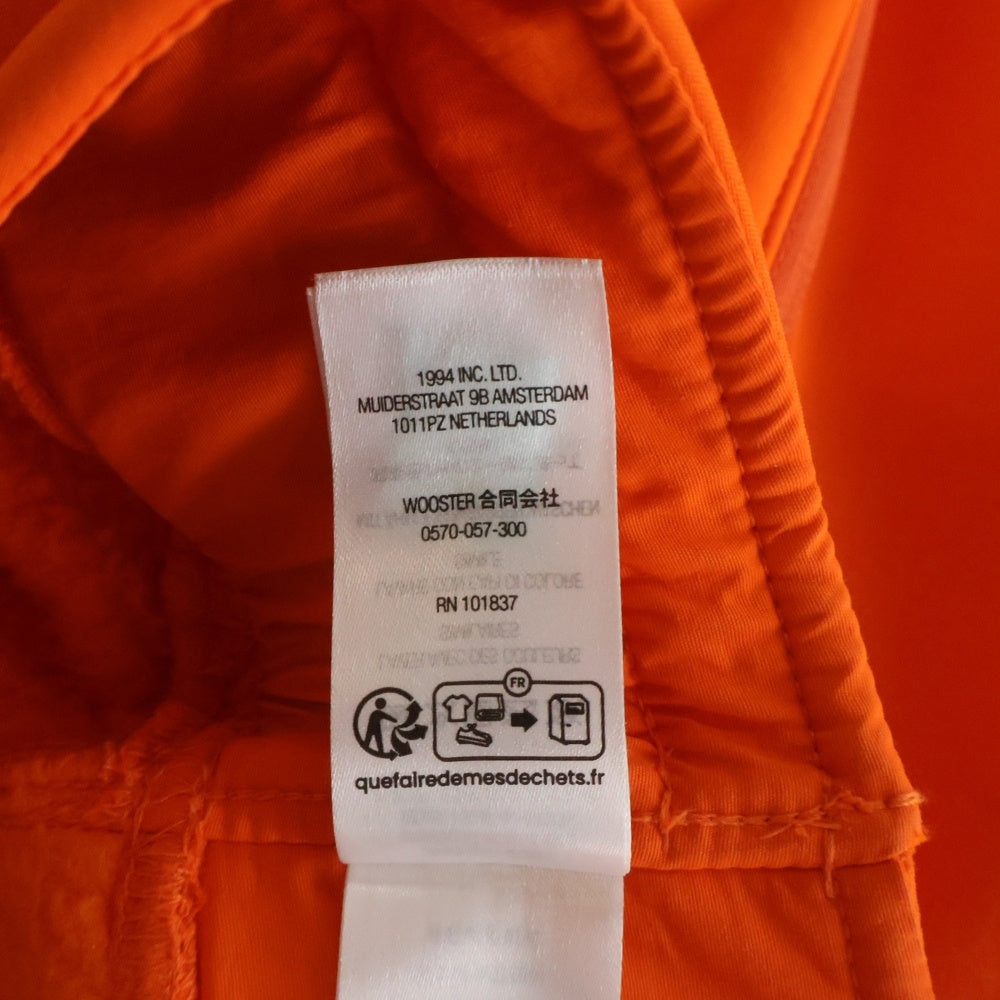 1994 INC. LTD.
MUIDERSTRAAT 9B AMSTERDAM
1011PZ NETHERLANDS
WOOSTER 合同会社
0570-057-300
RN 101837
FR
quefairedemesdechets.fr